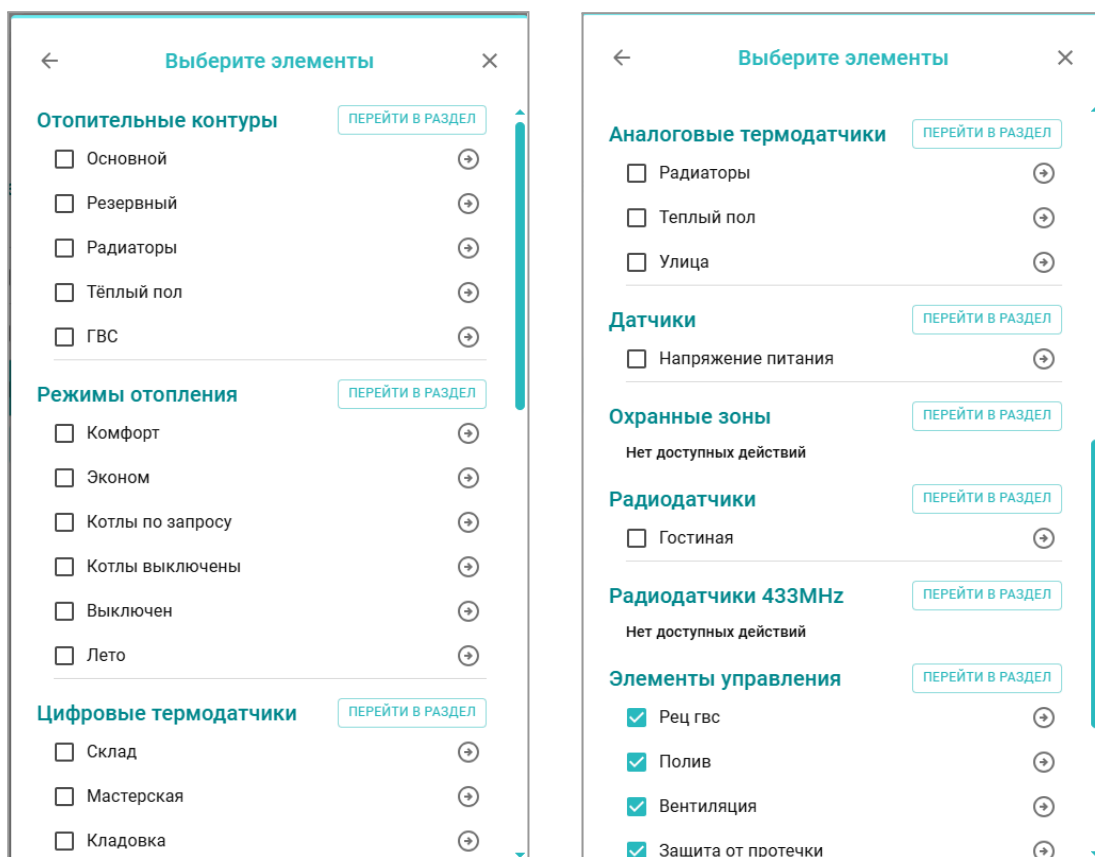 Выберите элементы
Отопительные контуры
ПЕРЕЙТИ В РАЗДЕЛ
Основной
Резервный
Радиаторы
Тёплый пол
ГВС
Режимы отопления
ПЕРЕЙТИ В РАЗДЕЛ
Комфорт
Эконом
Котлы по запросу
Котлы выключены
Выключен
Лето
Цифровые термодатчики
ПЕРЕЙТИ В РАЗДЕЛ
Склад
Мастерская
Кладовка
Выберите элементы
Аналоговые термодатчики
ПЕРЕЙТИ В РАЗДЕЛ
Радиаторы
Теплый пол
Улица
Датчики
ПЕРЕЙТИ В РАЗДЕЛ
Напряжение питания
Охранные зоны
ПЕРЕЙТИ В РАЗДЕЛ
Нет доступных действий
Радиодатчики
ПЕРЕЙТИ В РАЗДЕЛ
Гостиная
Радиодатчики 433MHz
ПЕРЕЙТИ В РАЗДЕЛ
Нет доступных действий
Элементы управления
ПЕРЕЙТИ В РАЗДЕЛ
Рец гвс
Полив
Вентиляция
Защита от протечки